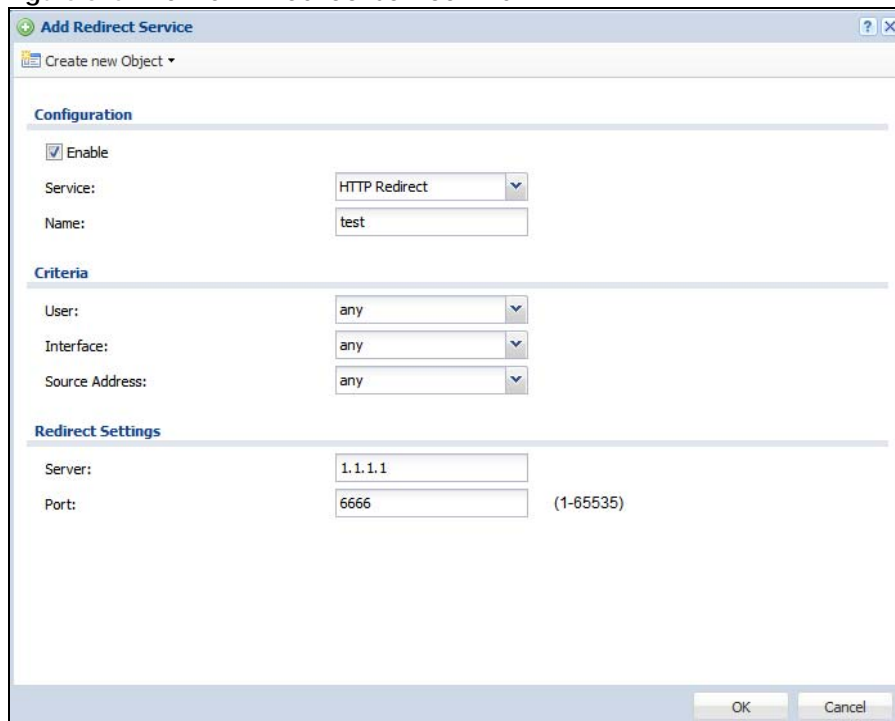 Add Redirect Service
Create new Object
Configuration
Enable
Service: HTTP Redirect
Name: test
Criteria
User: any
Interface: any
Source Address: any
Redirect Settings
Server: 1.1.1.1
Port: 6666 (1-65535)
OK Cancel